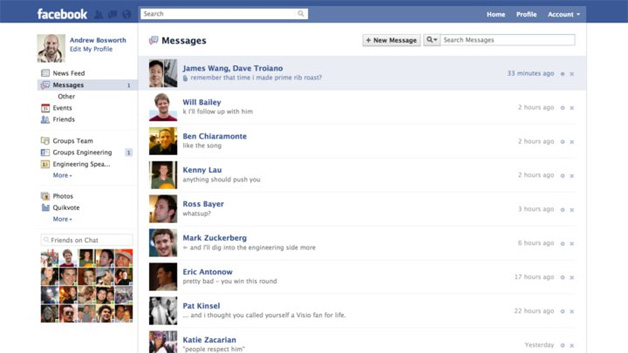 facebook
Search
Home Profile Account
Andrew Bosworth
Edit My Profile
News Feed
Messages 1
Other
Events
Friends
Groups Team
Groups Engineering 1
Engineering Spea...
More
Photos
Quikvote
More
Friends on Chat
Messages
+ New Message
Search Messages
James Wang, Dave Troiano
remember that time i made prime rib roast?
33 minutes ago
Will Bailey
k I'll follow up with him
2 hours ago
Ben Chiaramonte
like the song
2 hours ago
Kenny Lau
anything should push you
2 hours ago
Ross Bayer
whatsup?
3 hours ago
Mark Zuckerberg
and I'll dig into the engineering side more
6 hours ago
Eric Antonow
pretty bad - you win this round
17 hours ago
Pat Kinsel
... and i thought you called yourself a Visio fan for life.
22 hours ago
Katie Zacarian
"people respect him"
Yesterday